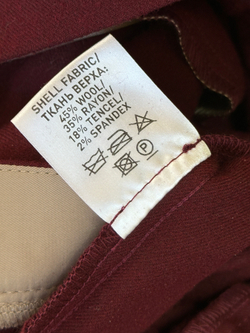 SHELL FABRIC/
ТКАНЬ ВЕРХА:
45% WOOL/
35% RAYON/
18% TENCEL/
2% SPANDEX
P